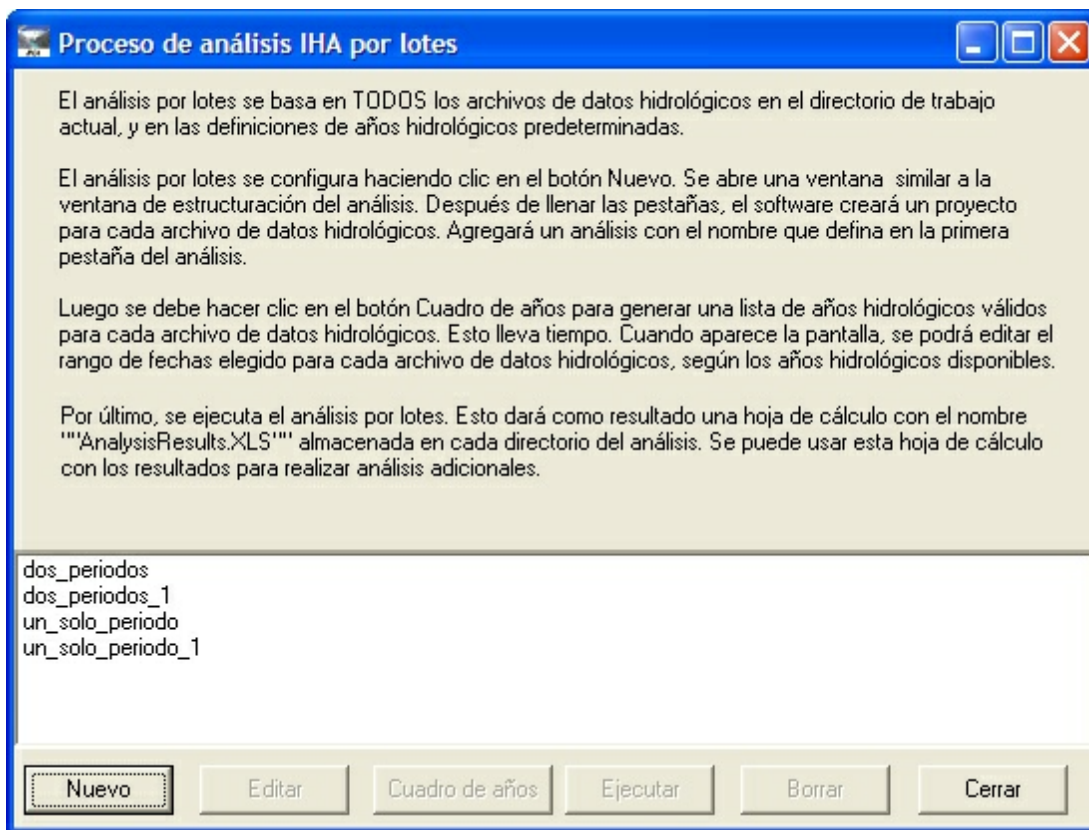 Proceso de análisis IHA por lotes
El análisis por lotes se basa en TODOS los archivos de datos hidrológicos en el directorio de trabajo
actual, y en las definiciones de años hidrológicos predeterminadas.
El análisis por lotes se configura haciendo clic en el botón Nuevo. Se abre una ventana  similar a la
ventana de estructuración del análisis. Después de llenar las pestañas, el software creará un proyecto
para cada archivo de datos hidrológicos. Agregará un análisis con el nombre que defina en la primera
pestaña del análisis.
Luego se debe hacer clic en el botón Cuadro de años para generar una lista de años hidrológicos válidos
para cada archivo de datos hidrológicos. Esto lleva tiempo. Cuando aparece la pantalla, se podrá editar el
rango de fechas elegido para cada archivo de datos hidrológicos, según los años hidrológicos disponibles.
Por último, se ejecuta el análisis por lotes. Esto dará como resultado una hoja de cálculo con el nombre
""AnalysisResults.XLS"" almacenada en cada directorio del análisis. Se puede usar esta hoja de cálculo
con los resultados para realizar análisis adicionales.
dos_periodos
dos_periodos_1
un_solo_periodo
un_solo_periodo_1
Nuevo Editar Cuadro de años Ejecutar Borrar Cerrar